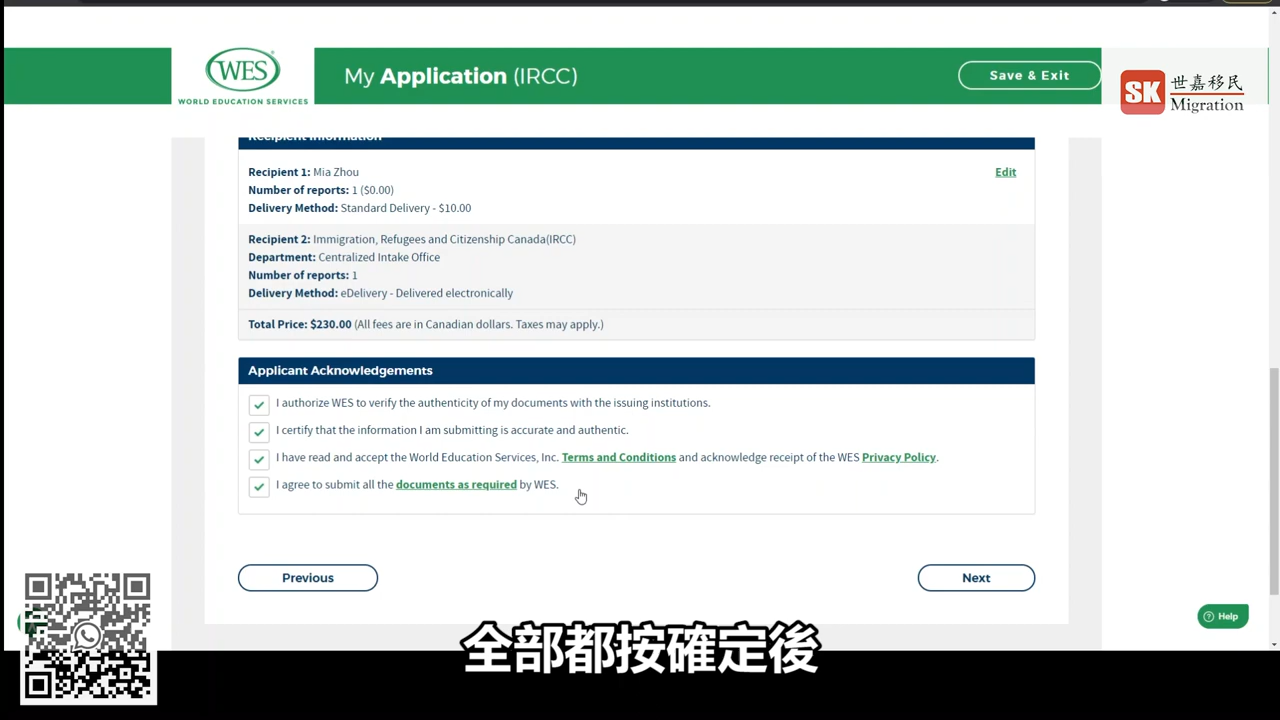 WES
WORLD EDUCATION SERVICES
My Application (IRCC)
Save & Exit
SK
世嘉移民
Migration
Recipient Information
Recipient 1: Mia Zhou
Edit
Number of reports: 1 ($0.00)
Delivery Method: Standard Delivery - $10.00
Recipient 2: Immigration, Refugees and Citizenship Canada(IRCC)
Department: Centralized Intake Office
Number of reports: 1
Delivery Method: eDelivery - Delivered electronically
Total Price: $230.00 (All fees are in Canadian dollars. Taxes may apply.)
Applicant Acknowledgements
I authorize WES to verify the authenticity of my documents with the issuing institutions.
I certify that the information I am submitting is accurate and authentic.
I have read and accept the World Education Services, Inc. Terms and Conditions and acknowledge receipt of the WES Privacy Policy.
I agree to submit all the documents as required by WES.
Previous
Next
Help
全部都按確定後